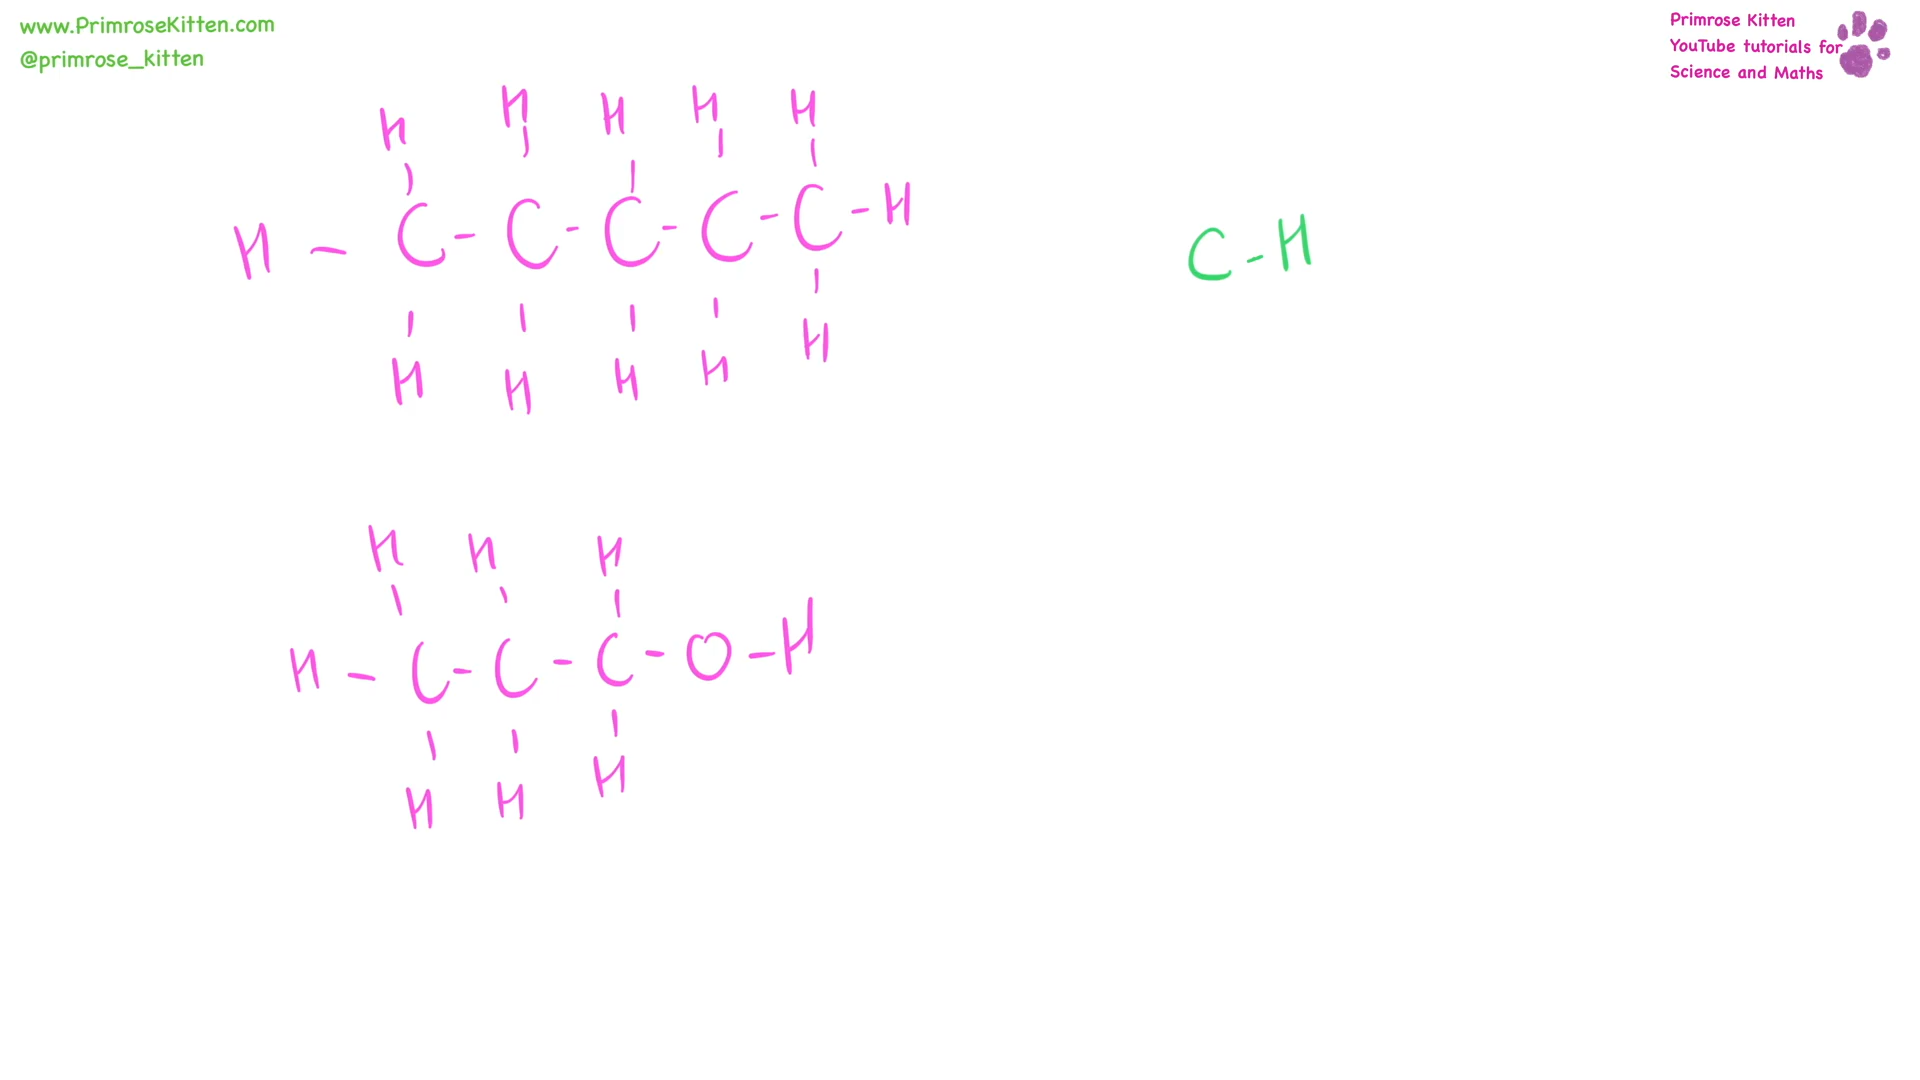 www.PrimroseKitten.com
@primrose_kitten
Primrose Kitten
YouTube tutorials for
Science and Maths
H H H H H
H - C - C - C - C - C - H
H H H H H
C - H
H H H
H - C - C - C - O - H
H H H